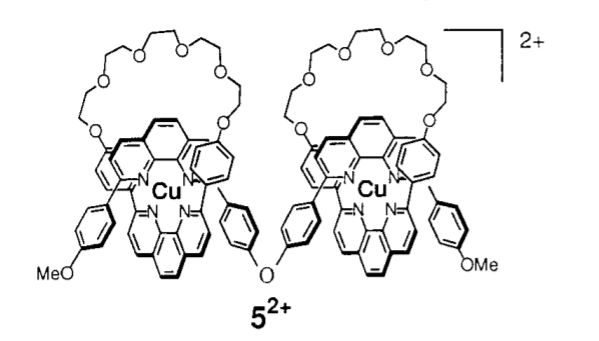 2+
O O O O
O O O O
O O O O
N Cu N N Cu N
N N N N
MeO O OMe
5²⁺